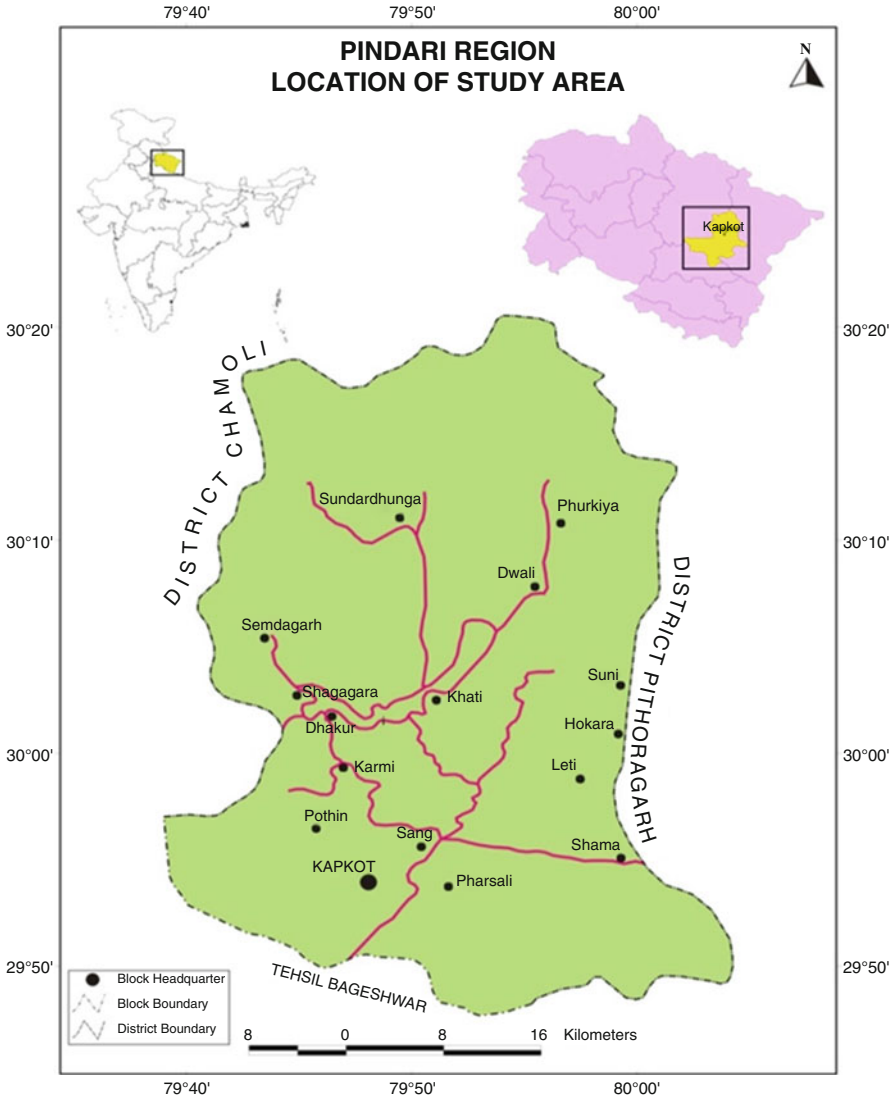 79°40'
79°50'
80°00'
PINDARI REGION
LOCATION OF STUDY AREA
N
Kapkot
30°20'
30°20'
DISTRICT CHAMOLI
Sundardhunga
Phurkiya
30°10'
30°10'
Dwali
DISTRICT PITHORAGARH
Semdagarh
Suni
Shagagara
Khati
Dhakur
Hokara
30°00'
30°00'
Karmi
Leti
Pothin
Sang
Shama
KAPKOT
Pharsali
29°50'
29°50'
TEHSIL BAGESHWAR
Block Headquarter
Block Boundary
District Boundary
8 0 8 16 Kilometers
79°40'
79°50'
80°00'